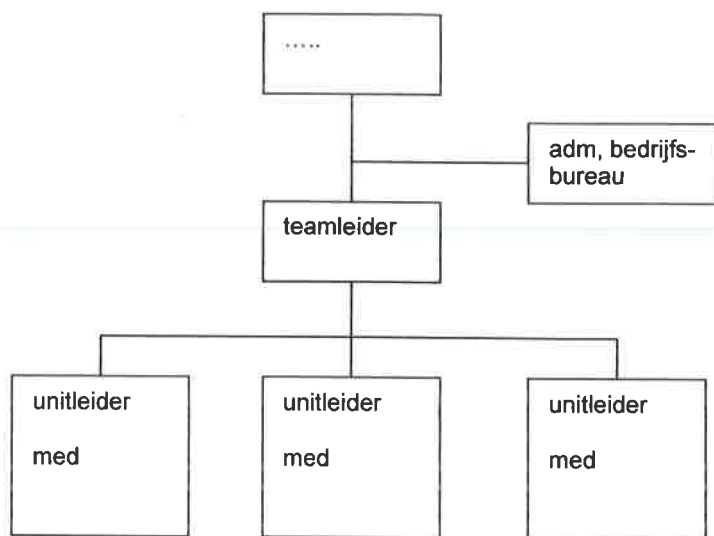 .....
adm, bedrijfs-
bureau
teamleider
unitleider
med
unitleider
med
unitleider
med